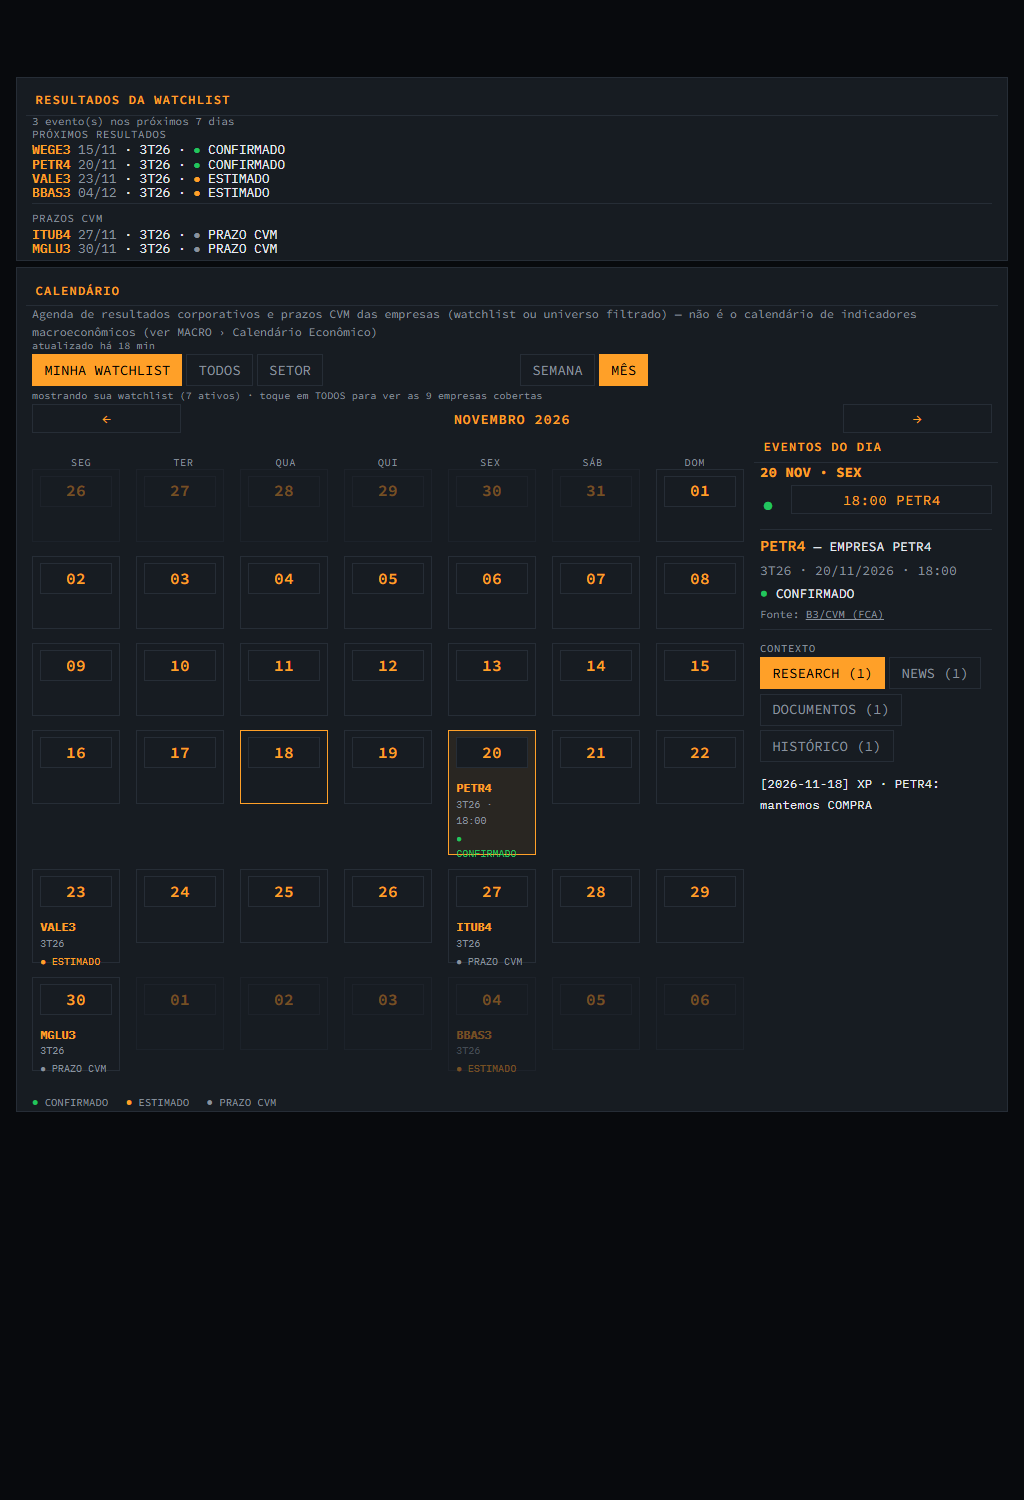 RESULTADOS DA WATCHLIST
3 evento(s) nos próximos 7 dias
PRÓXIMOS RESULTADOS
WEGE3 15/11 · 3T26 · ● CONFIRMADO
PETR4 20/11 · 3T26 · ● CONFIRMADO
VALE3 23/11 · 3T26 · ● ESTIMADO
BBAS3 04/12 · 3T26 · ● ESTIMADO
PRAZOS CVM
ITUB4 27/11 · 3T26 · ● PRAZO CVM
MGLU3 30/11 · 3T26 · ● PRAZO CVM
CALENDÁRIO
Agenda de resultados corporativos e prazos CVM das empresas (watchlist ou universo filtrado) — não é o calendário de indicadores
macroeconômicos (ver MACRO › Calendário Econômico)
atualizado há 18 min
MINHA WATCHLIST TODOS SETOR SEMANA MÊS
mostrando sua watchlist (7 ativos) · toque em TODOS para ver as 9 empresas cobertas
← NOVEMBRO 2026 →
SEG TER QUA QUI SEX SÁB DOM
26 27 28 29 30 31 01
02 03 04 05 06 07 08
09 10 11 12 13 14 15
16 17 18 19 20 21 22
PETR4
3T26 ·
18:00
●
CONFIRMADO
23 24 25 26 27 28 29
VALE3 ITUB4
3T26 3T26
● ESTIMADO ● PRAZO CVM
30 01 02 03 04 05 06
MGLU3 BBAS3
3T26 3T26
● PRAZO CVM ● ESTIMADO
● CONFIRMADO ● ESTIMADO ● PRAZO CVM
EVENTOS DO DIA
20 NOV · SEX
● 18:00 PETR4
PETR4 — EMPRESA PETR4
3T26 · 20/11/2026 · 18:00
● CONFIRMADO
Fonte: B3/CVM (FCA)
CONTEXTO
RESEARCH (1) NEWS (1)
DOCUMENTOS (1)
HISTÓRICO (1)
[2026-11-18] XP · PETR4:
mantemos COMPRA